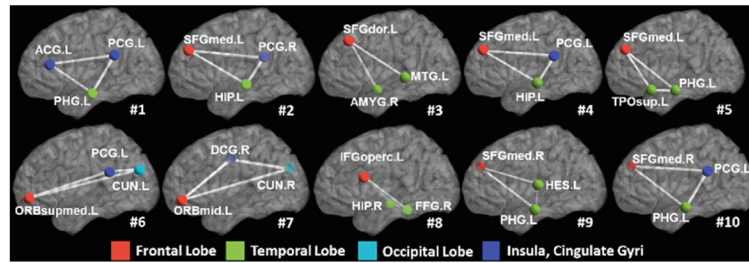 ACG.L PCG.L
PHG.L
#1
SFGmed.L
PCG.R
HIP.L
#2
SFGdor.L
MTG.L
AMYG.R
#3
SFGmed.L
PCG.L
HIP.L
#4
SFGmed.L
PHG.L
TPOsup.L
#5
PCG.L
CUN.L
ORBsupmed.L
#6
DCG.R
CUN.R
ORBmid.L
#7
IFGoperc.L
HIP.R FFG.R
#8
SFGmed.R
HES.L
PHG.L
#9
SFGmed.R
PCG.L
PHG.L
#10
Frontal Lobe Temporal Lobe Occipital Lobe Insula, Cingulate Gyri